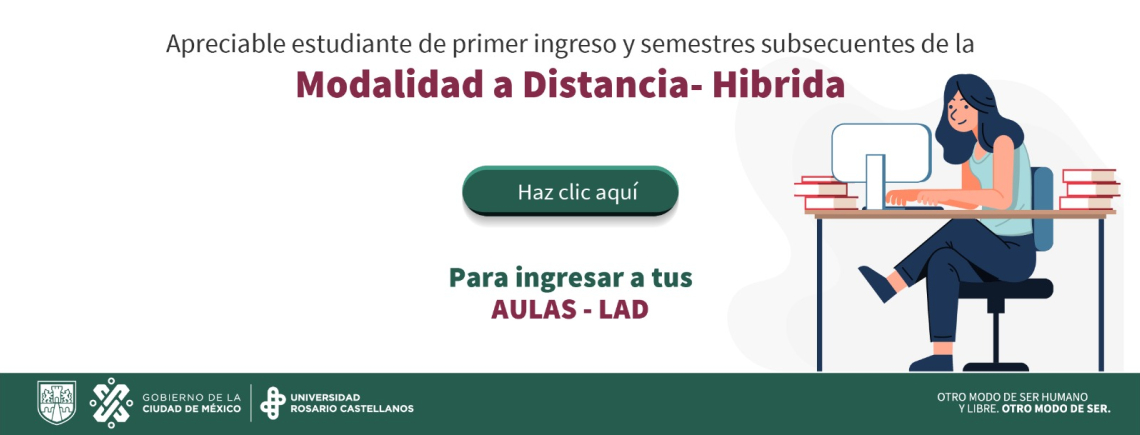 Apreciable estudiante de primer ingreso y semestres subsecuentes de la
Modalidad a Distancia- Hibrida
Haz clic aquí
Para ingresar a tus
AULAS - LAD
GOBIERNO DE LA
CIUDAD DE MÉXICO
UNIVERSIDAD
ROSARIO CASTELLANOS
OTRO MODO DE SER HUMANO
Y LIBRE. OTRO MODO DE SER.